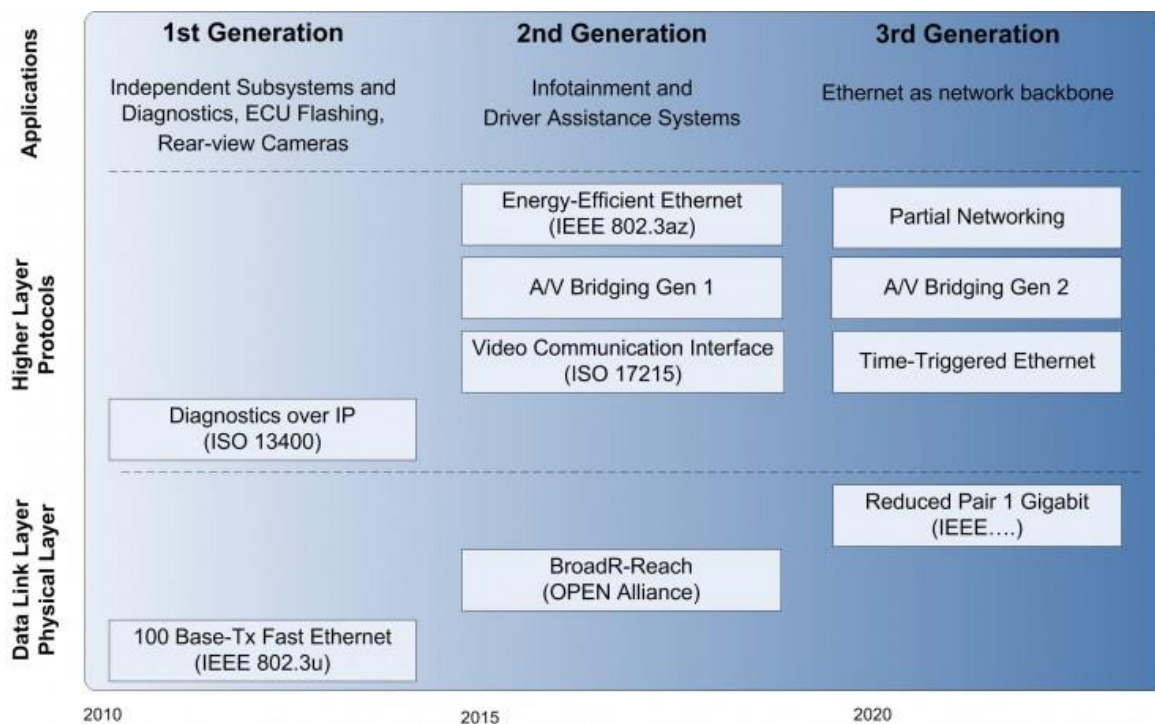 1st Generation
2nd Generation
3rd Generation
Applications
Independent Subsystems and
Diagnostics, ECU Flashing,
Rear-view Cameras
Infotainment and
Driver Assistance Systems
Ethernet as network backbone
Higher Layer
Protocols
Energy-Efficient Ethernet
(IEEE 802.3az)
Partial Networking
A/V Bridging Gen 1
A/V Bridging Gen 2
Video Communication Interface
(ISO 17215)
Time-Triggered Ethernet
Diagnostics over IP
(ISO 13400)
Data Link Layer
Physical Layer
Reduced Pair 1 Gigabit
(IEEE....)
BroadR-Reach
(OPEN Alliance)
100 Base-Tx Fast Ethernet
(IEEE 802.3u)
2010
2015
2020